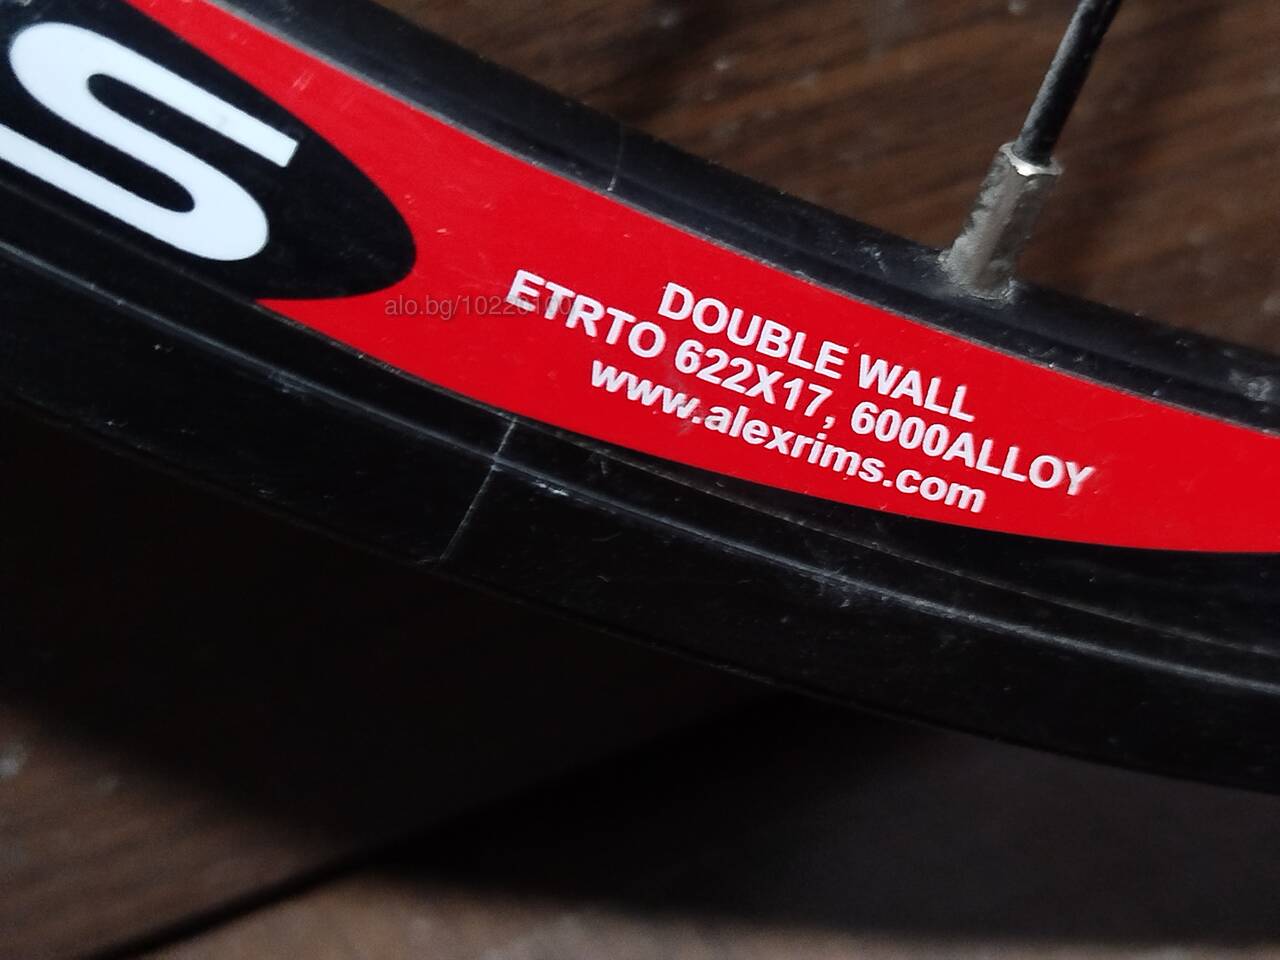 S
DOUBLE WALL
ETRTO 622X17, 6000ALLOY
www.alexrims.com